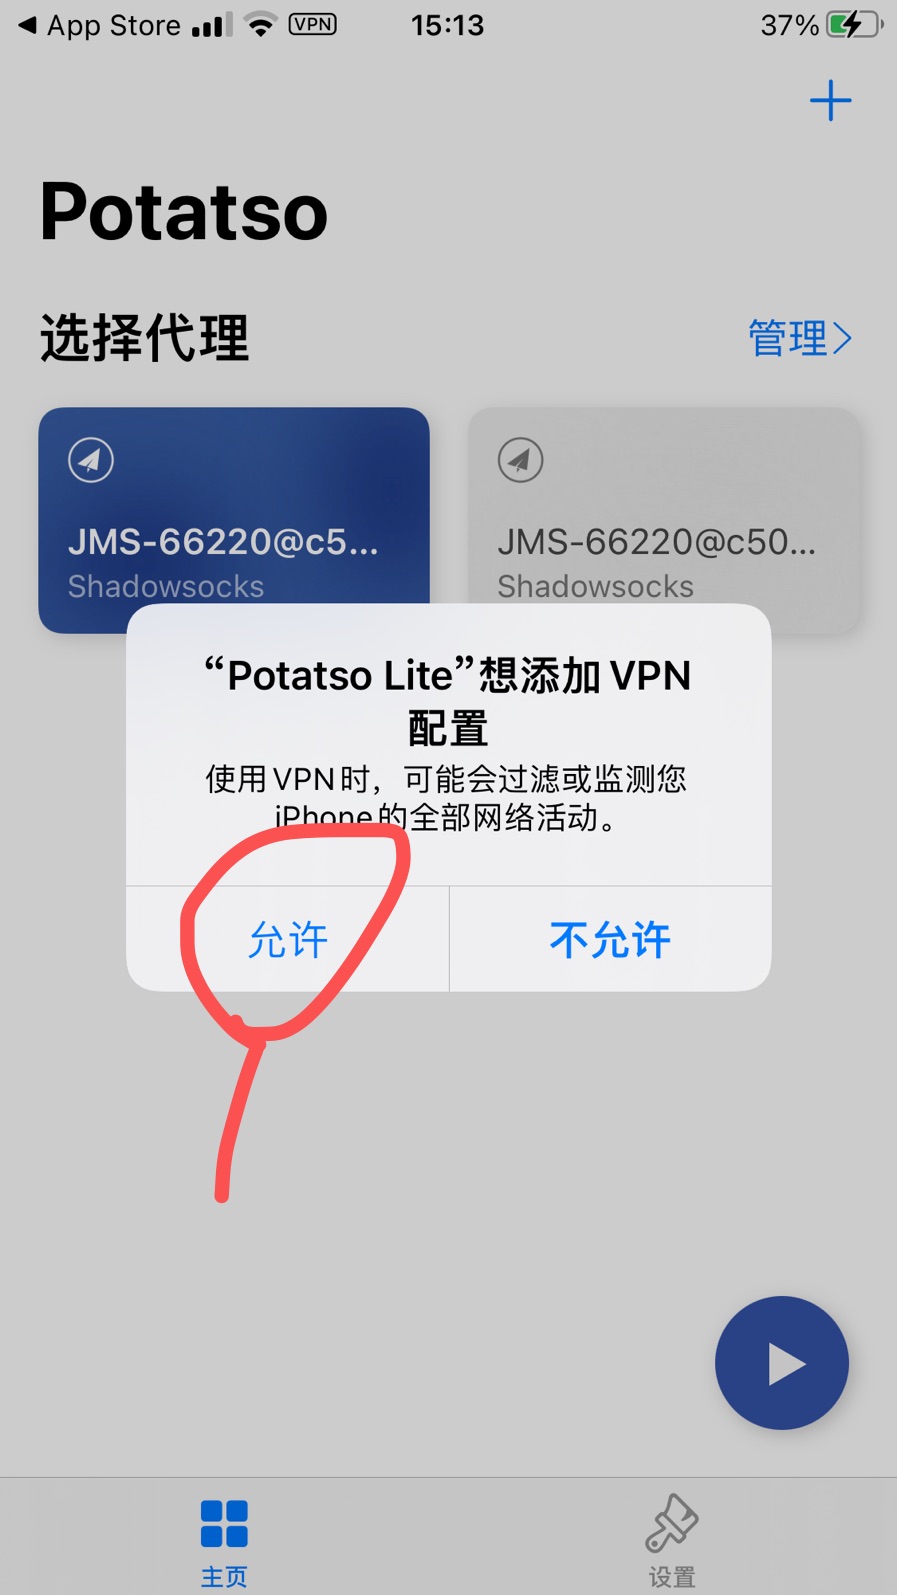 App Store VPN 15:13 37%
Potatso
选择代理 管理
JMS-66220@c5... JMS-66220@c50...
Shadowsocks Shadowsocks
“Potatso Lite”想添加 VPN
配置
使用VPN时，可能会过滤或监测您
iPhone的全部网络活动。
允许 不允许
主页 设置